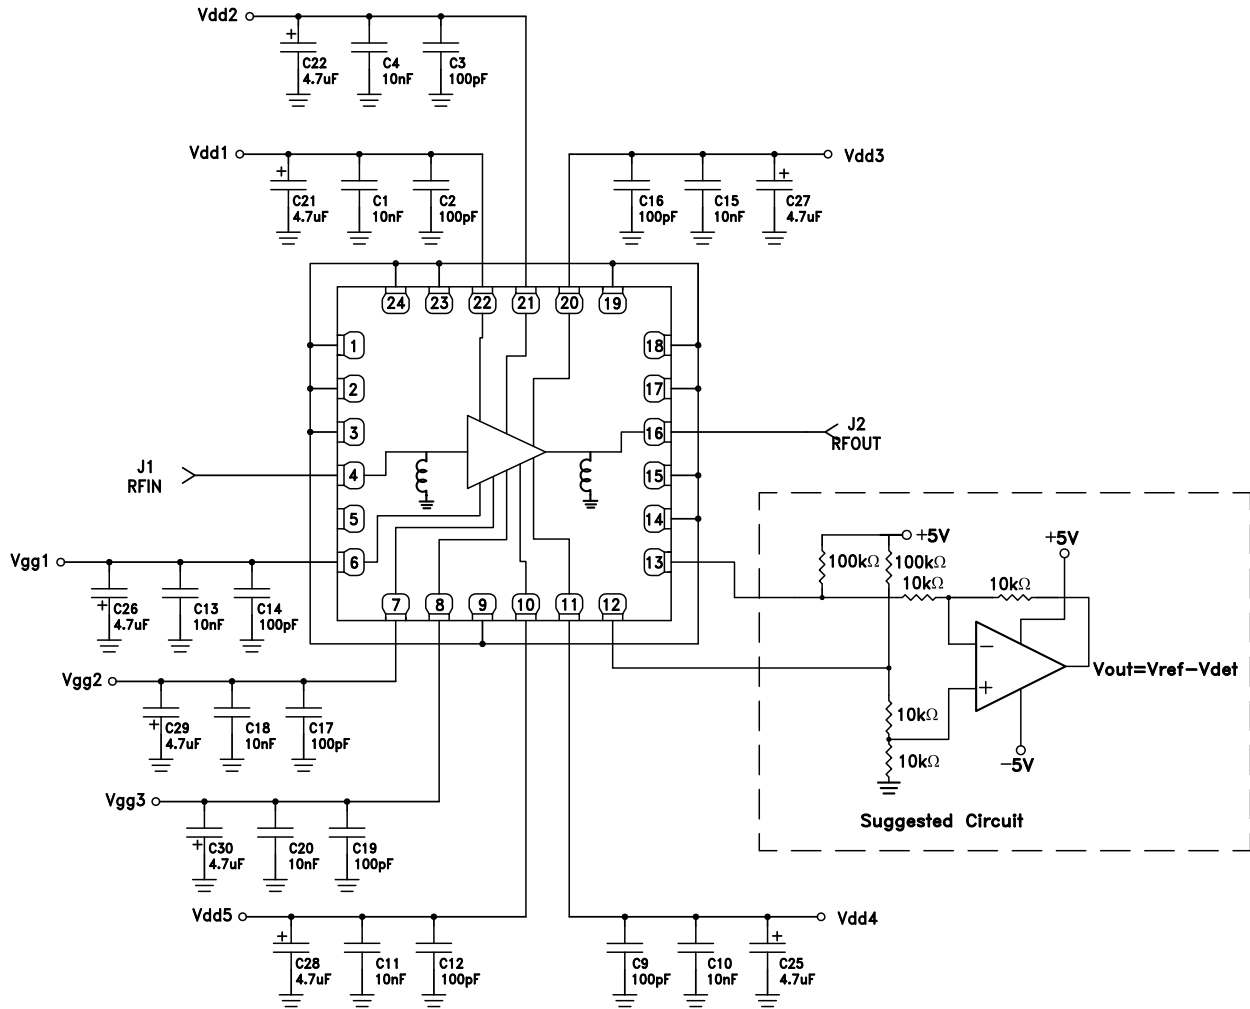 Vdd2
+
C22
4.7uF
C4
10nF
C3
100pF
Vdd1
+
C21
4.7uF
C1
10nF
C2
100pF
Vdd3
C16
100pF
C15
10nF
+
C27
4.7uF
24
23
22
21
20
19
1
2
3
4
5
6
18
17
16
15
14
13
7
8
9
10
11
12
J1
RFIN
J2
RFOUT
Vgg1
+
C26
4.7uF
C13
10nF
C14
100pF
Vgg2
+
C29
4.7uF
C18
10nF
C17
100pF
Vgg3
+
C30
4.7uF
C20
10nF
C19
100pF
Vdd5
+
C28
4.7uF
C11
10nF
C12
100pF
Vdd4
C9
100pF
C10
10nF
+
C25
4.7uF
+5V
+5V
100kΩ
100kΩ
10kΩ
10kΩ
−
+
Vout=Vref−Vdet
10kΩ
10kΩ
−5V
Suggested Circuit